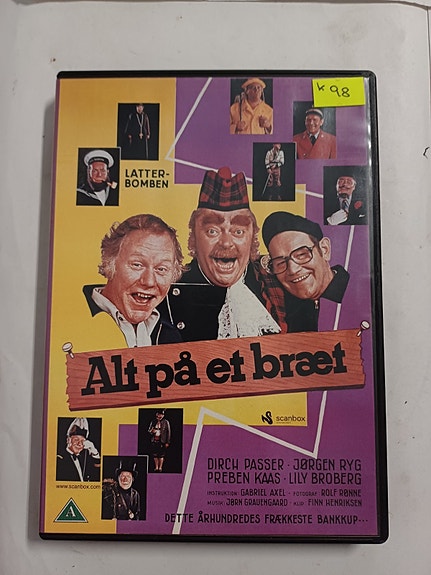 K 98
LATTER-
BOMBEN
Alt på et bræt
scanbox
www.scanbox.com
DIRCH PASSER · JØRGEN RYG
PREBEN KAAS · LILY BROBERG
INSTRUKTION: GABRIEL AXEL · FOTOGRAF: ROLF RØNNE
MUSIK: JØRN GRAUENGAARD · KLIP: FINN HENRIKSEN
A
DETTE ÅRHUNDREDES FRÆKKESTE BANKKUP...